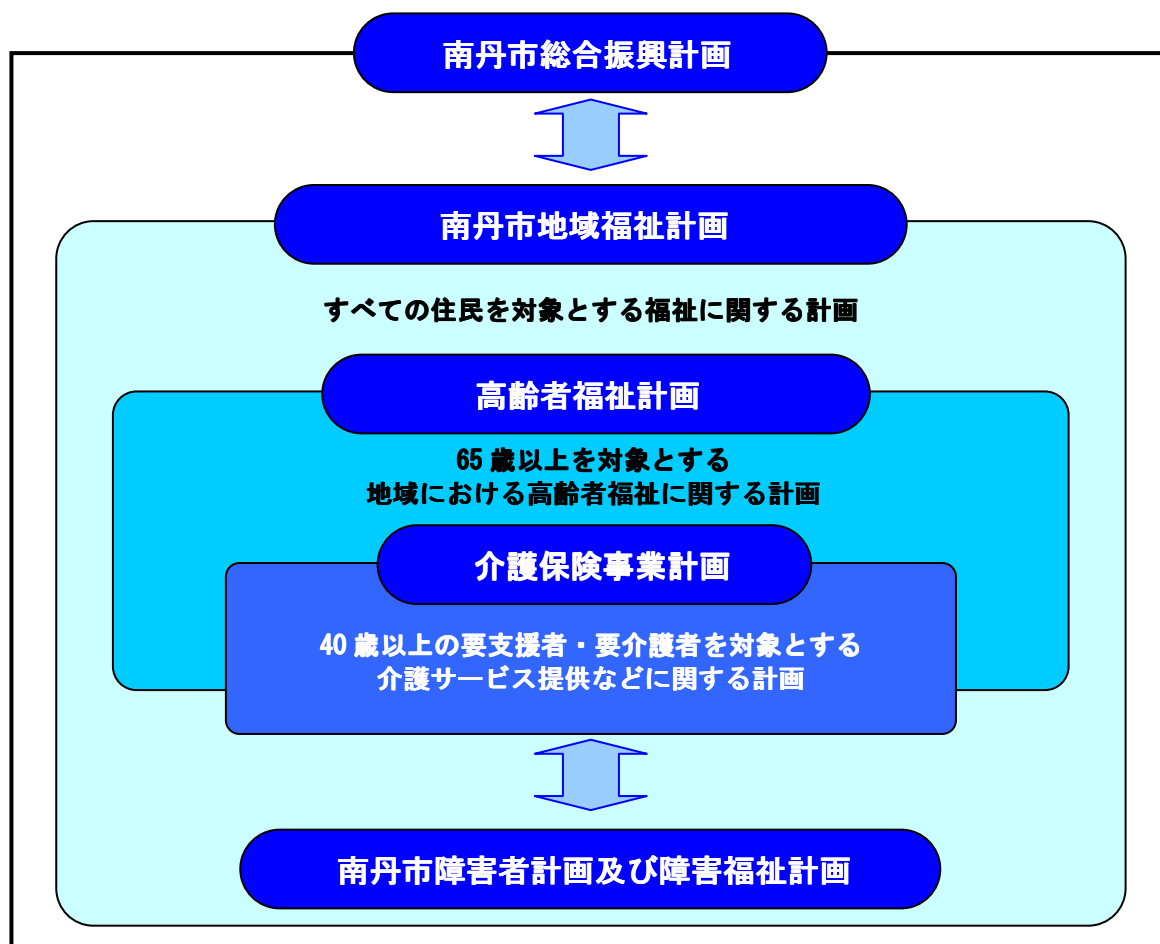 南丹市総合振興計画
南丹市地域福祉計画
すべての住民を対象とする福祉に関する計画
高齢者福祉計画
65歳以上を対象とする
地域における高齢者福祉に関する計画
介護保険事業計画
40歳以上の要支援者・要介護者を対象とする
介護サービス提供などに関する計画
南丹市障害者計画及び障害福祉計画